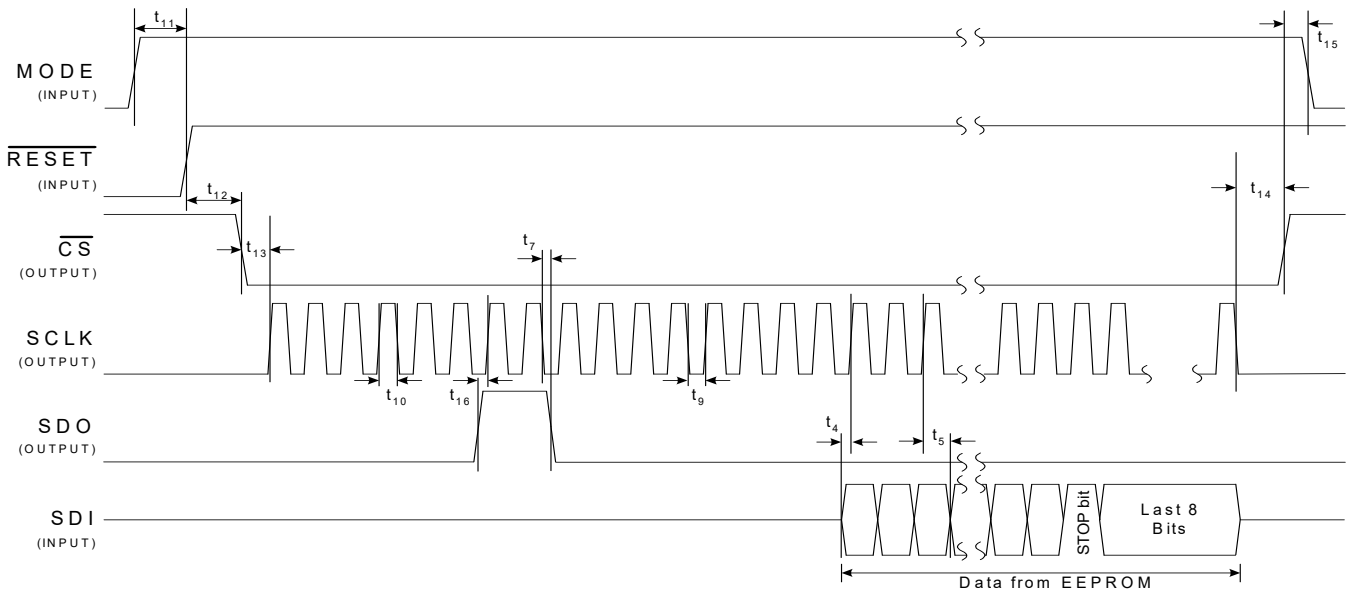 t11
t15
MODE
(INPUT)
RESET
(INPUT)
t12
t14
CS
(OUTPUT)
t13
t7
SCLK
(OUTPUT)
t10
t16
t9
SDO
(OUTPUT)
t4
t5
SDI
(INPUT)
STOP bit
Last 8
Bits
Data from EEPROM